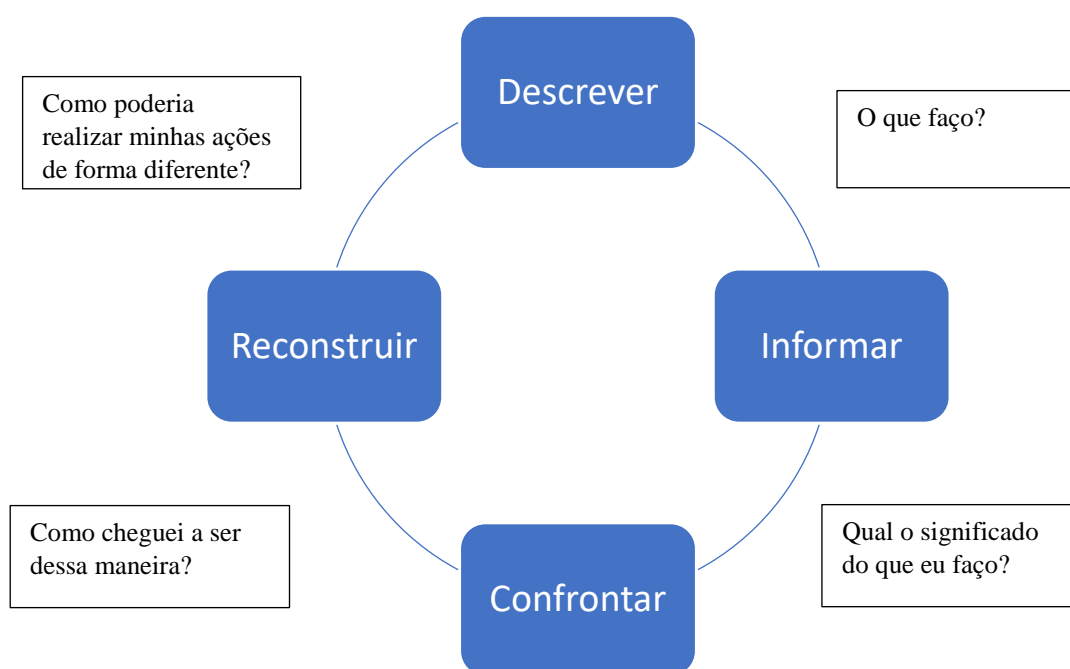 Descrever
Como poderia
realizar minhas ações
de forma diferente?
O que faço?
Reconstruir
Informar
Como cheguei a ser
dessa maneira?
Qual o significado
do que eu faço?
Confrontar